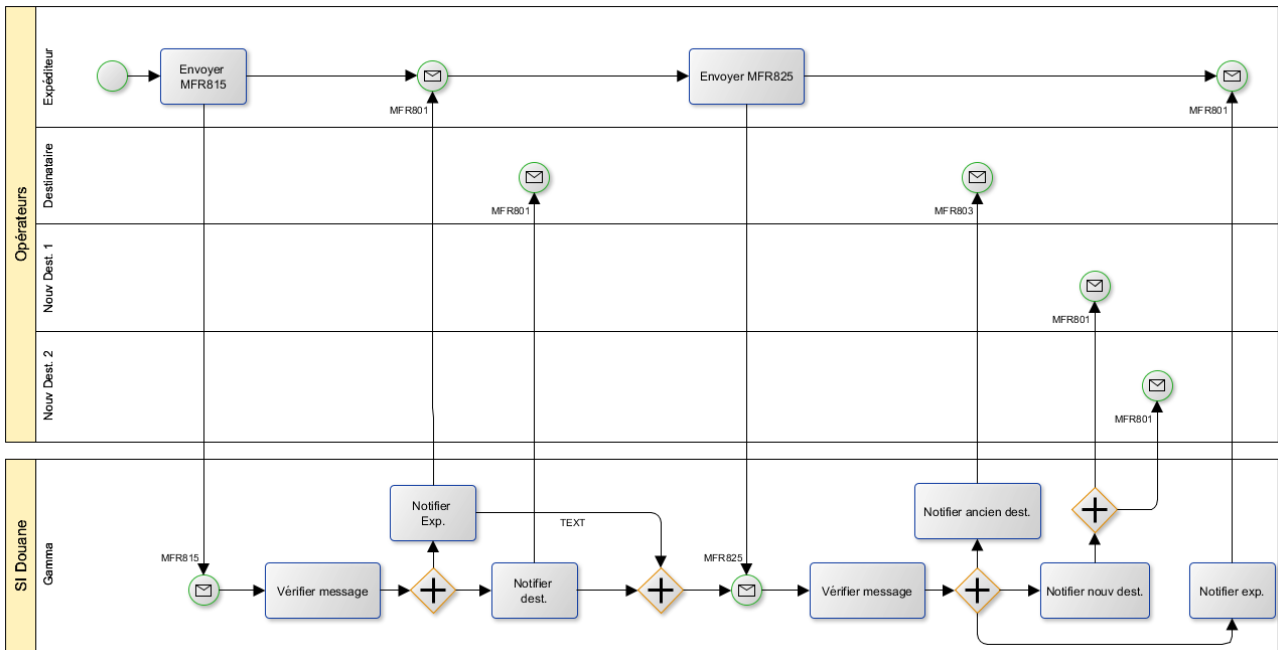 Opérateurs
Expéditeur
Envoyer
MFR815
MFR801
Envoyer MFR825
MFR801
Destinataire
MFR801
MFR803
Nouv Dest. 1
MFR801
Nouv Dest. 2
MFR801
SI Douane
Gamma
MFR815
Vérifier message
Notifier
Exp.
TEXT
Notifier
dest.
MFR825
Vérifier message
Notifier ancien dest.
Notifier nouv dest.
Notifier exp.